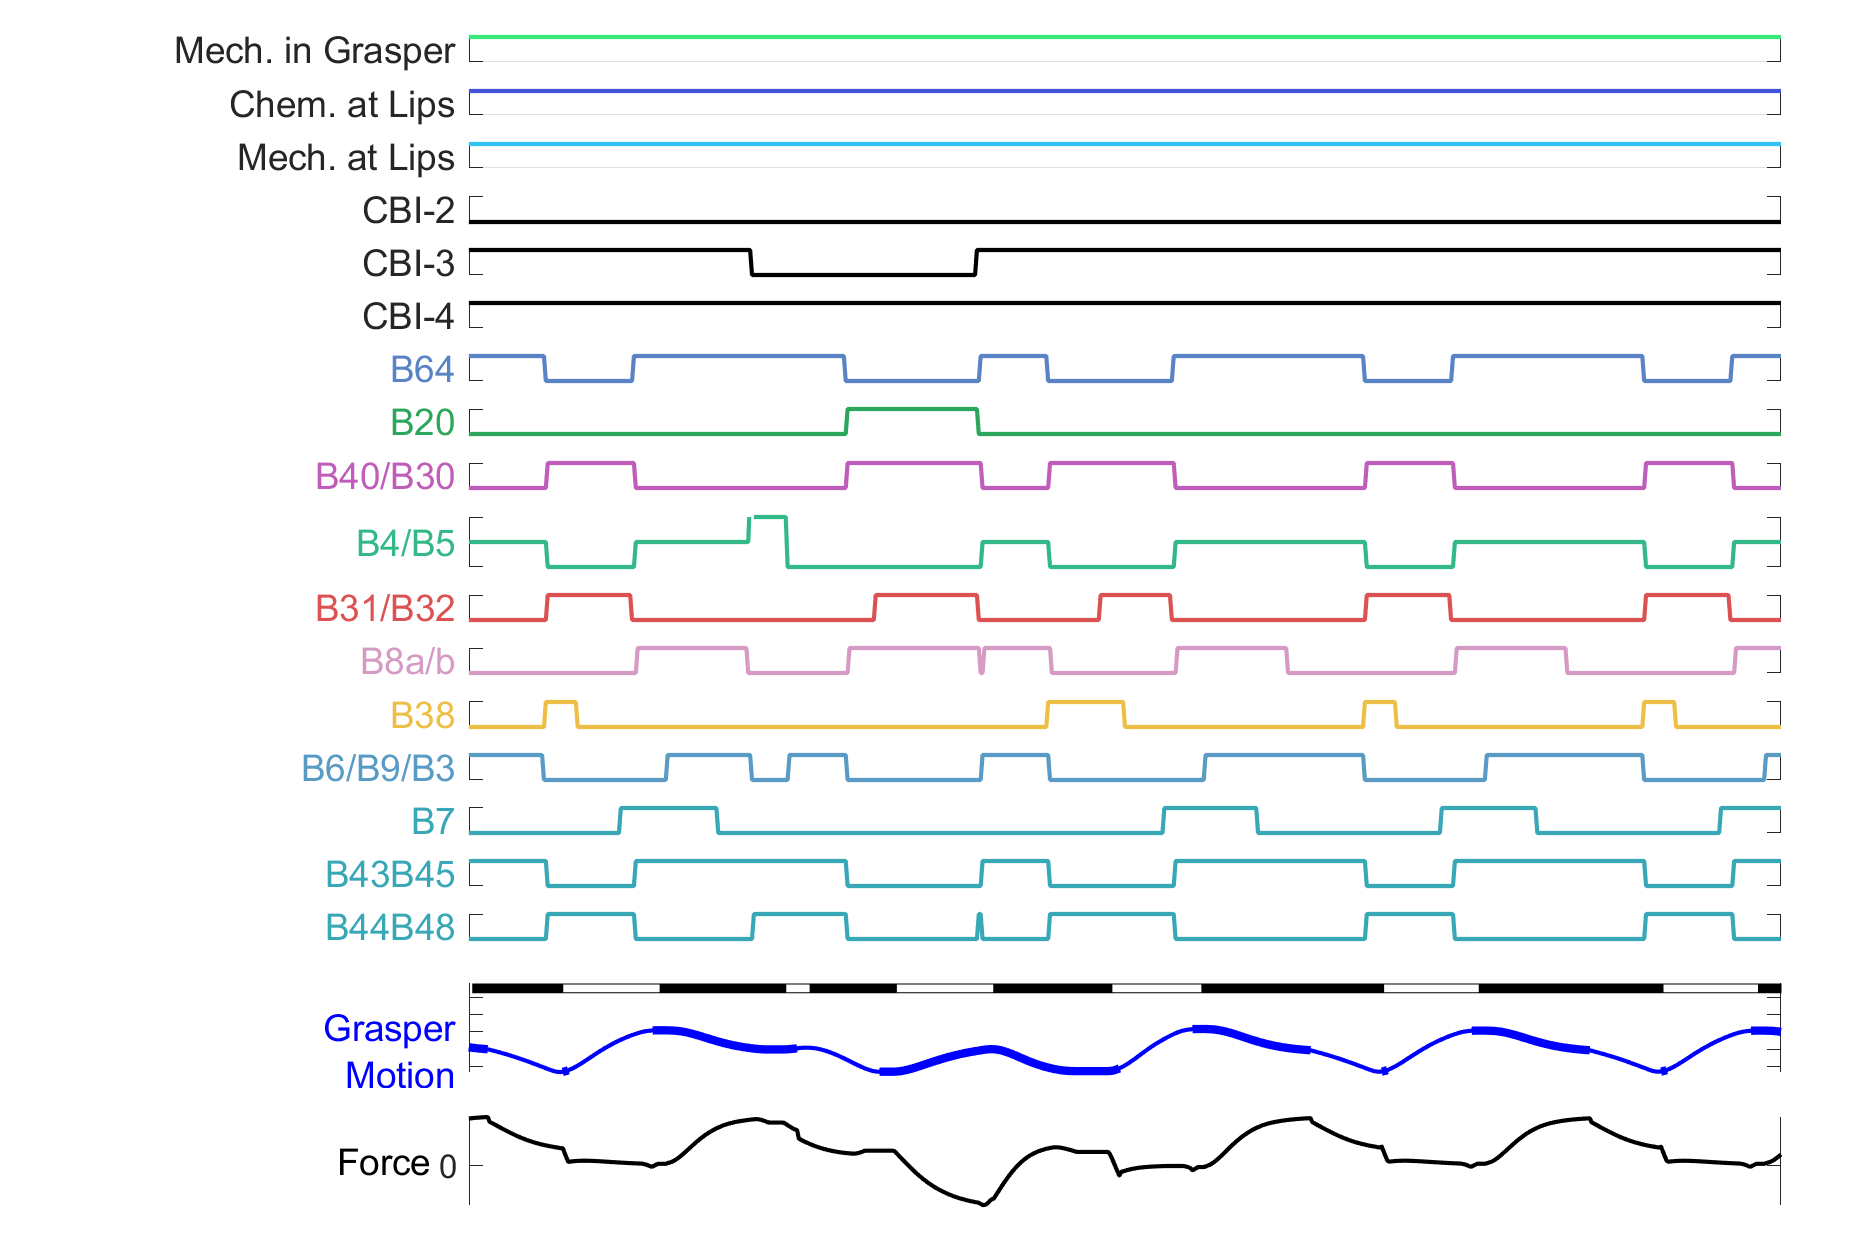 Mech. in Grasper
Chem. at Lips
Mech. at Lips
CBI-2
CBI-3
CBI-4
B64
B20
B40/B30
B4/B5
B31/B32
B8a/b
B38
B6/B9/B3
B7
B43B45
B44B48
Grasper
Motion
Force 0